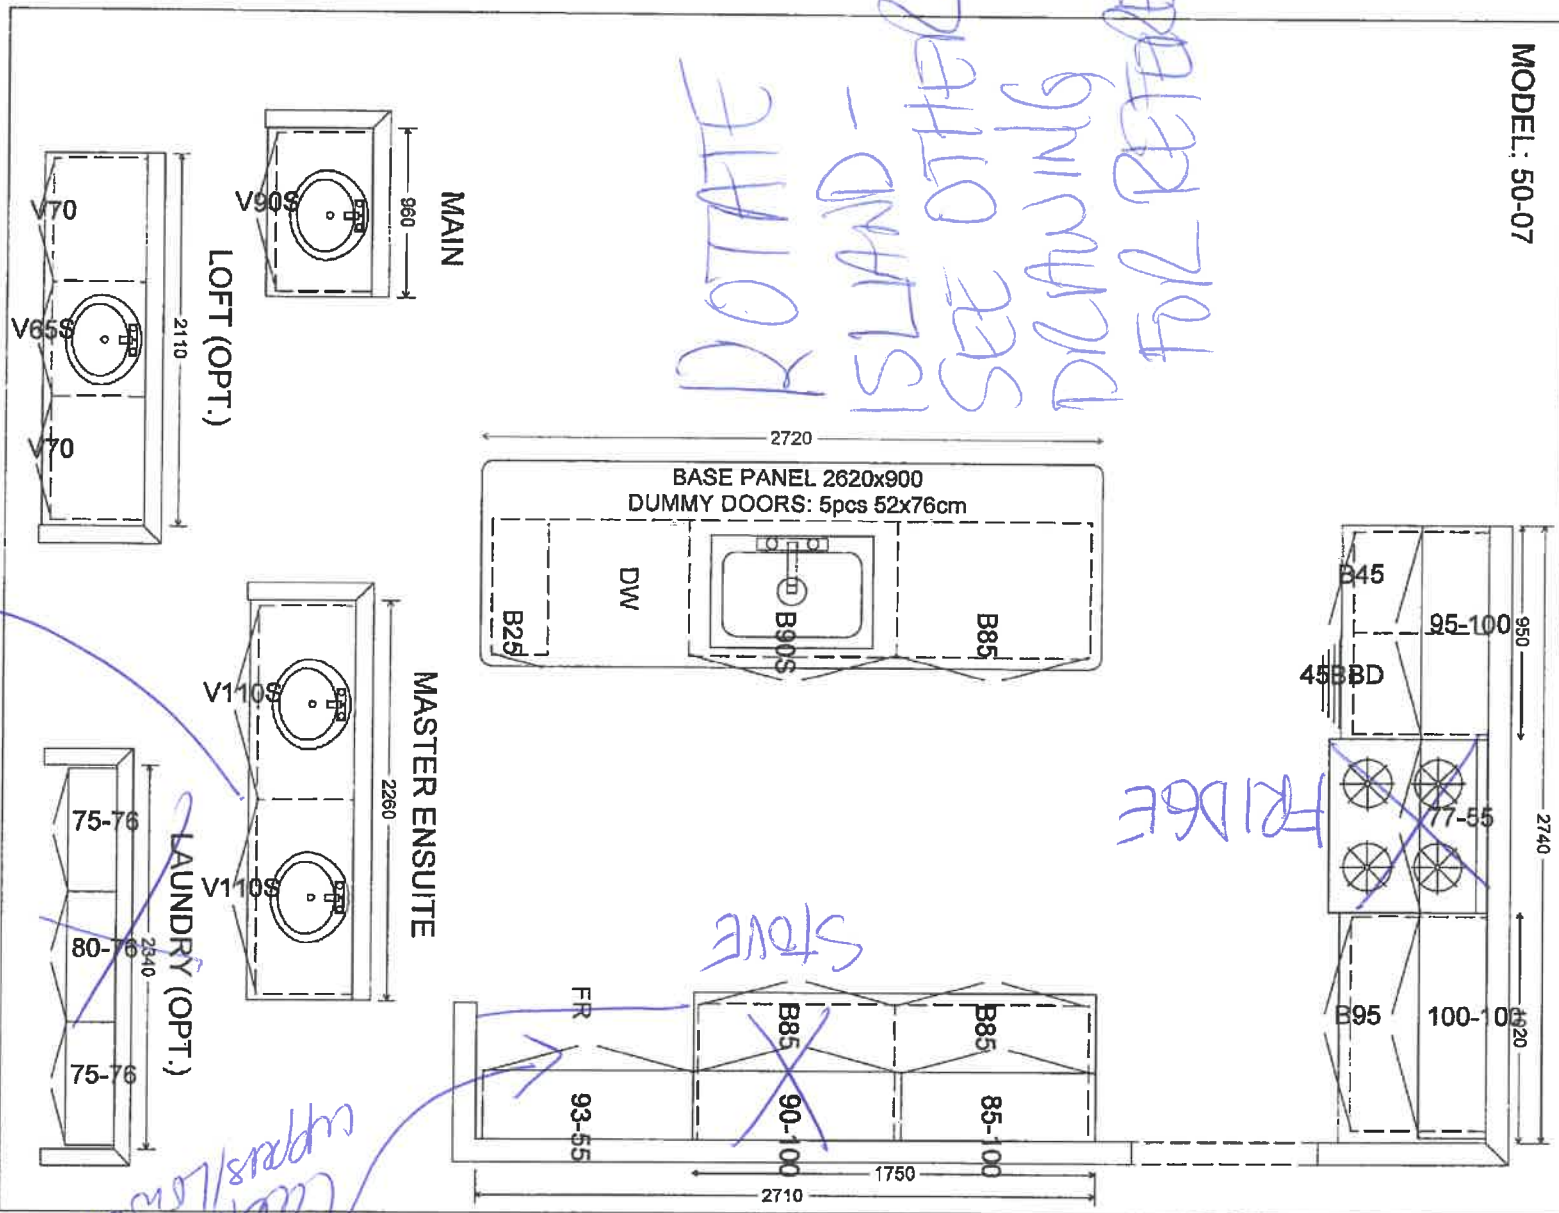 MODEL: 50-07
ROTATE
ISLAND -
SEE OTHER
DRAWING
FOR
MAIN
960
V90S
LOFT (OPT.)
2110
V70
V65S
V70
2720
BASE PANEL 2620x900
DUMMY DOORS: 5pcs 52x76cm
B25
DW
B90S
B85
B45
95-100
950
45BBD
2740
77-55
FRIDGE
B95
100-100
1020
MASTER ENSUITE
2260
V110S
V110S
LAUNDRY (OPT.)
2340
75-76
80-76
75-76
STOVE
FR
B85
B85
93-55
90-100
85-100
1750
2710
uppers/Low